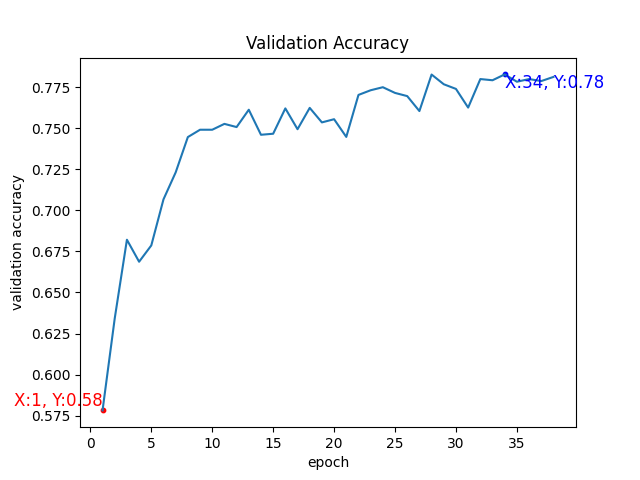 Validation Accuracy
0.775
0.750
0.725
0.700
0.675
0.650
0.625
0.600
0.575
validation accuracy
X:34, Y:0.78
X:1, Y:0.58
0 5 10 15 20 25 30 35
epoch